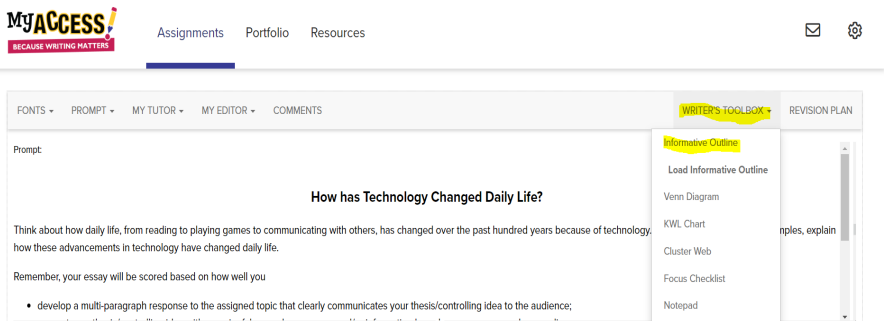 MY ACCESS!
BECAUSE WRITING MATTERS
Assignments Portfolio Resources
FONTS PROMPT MY TUTOR MY EDITOR COMMENTS WRITER'S TOOLBOX REVISION PLAN
Prompt:
Informative Outline
Load Informative Outline
Venn Diagram
KWL Chart
Cluster Web
Focus Checklist
Notepad
How has Technology Changed Daily Life?
Think about how daily life, from reading to playing games to communicating with others, has changed over the past hundred years because of technology. mples, explain
how these advancements in technology have changed daily life.
Remember, your essay will be scored based on how well you
• develop a multi-paragraph response to the assigned topic that clearly communicates your thesis/controlling idea to the audience;